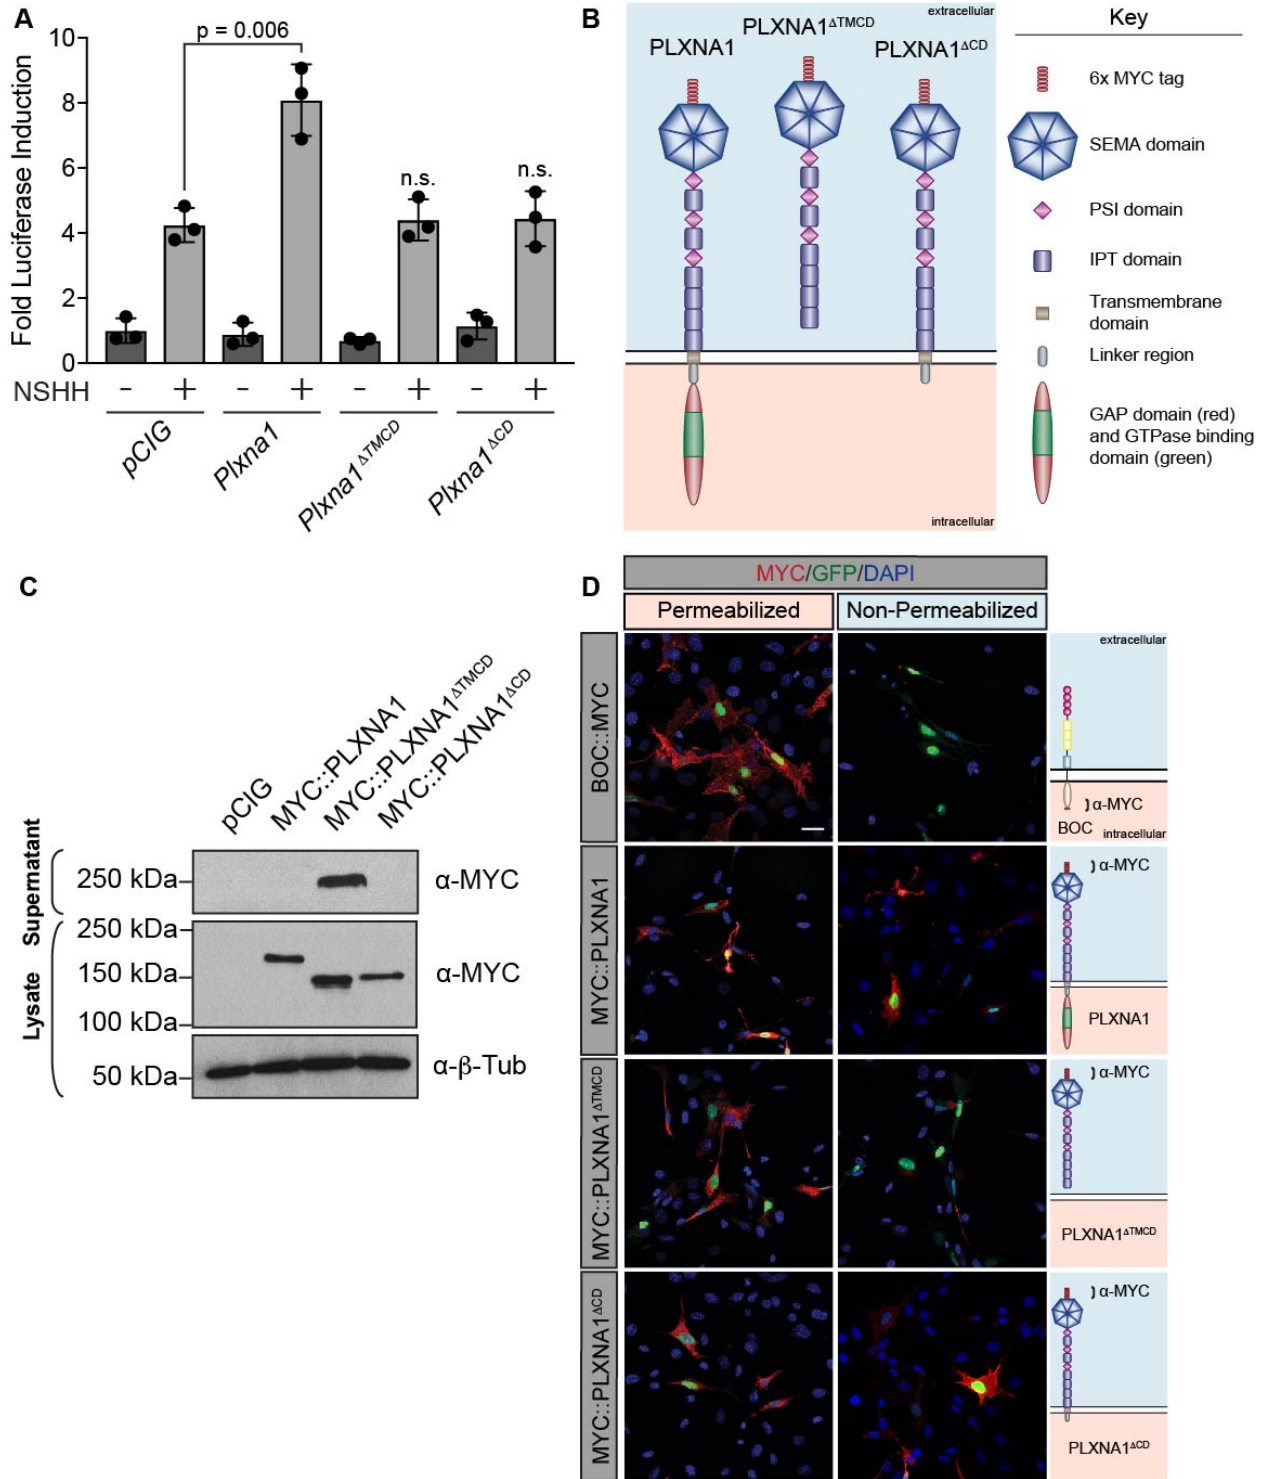 A
p = 0.006
10
8
6
4
2
0
Fold Luciferase Induction
n.s.
n.s.
NSHH - + - + - + - +
pCIG
Plxna1
Plxna1ΔTMCD
Plxna1ΔCD
B
extracellular
PLXNA1
PLXNA1ΔTMCD
PLXNA1ΔCD
intracellular
Key
6x MYC tag
SEMA domain
PSI domain
IPT domain
Transmembrane
domain
Linker region
GAP domain (red)
and GTPase binding
domain (green)
C
pCIG
MYC::PLXNA1
MYC::PLXNA1ΔTMCD
MYC::PLXNA1ΔCD
Supernatant
250 kDa
α-MYC
Lysate
250 kDa
150 kDa
α-MYC
100 kDa
50 kDa
α-β-Tub
D
MYC/GFP/DAPI
Permeabilized
Non-Permeabilized
BOC::MYC
extracellular
α-MYC
BOC
intracellular
MYC::PLXNA1
α-MYC
PLXNA1
MYC::PLXNA1ΔTMCD
α-MYC
PLXNA1ΔTMCD
MYC::PLXNA1ΔCD
α-MYC
PLXNA1ΔCD